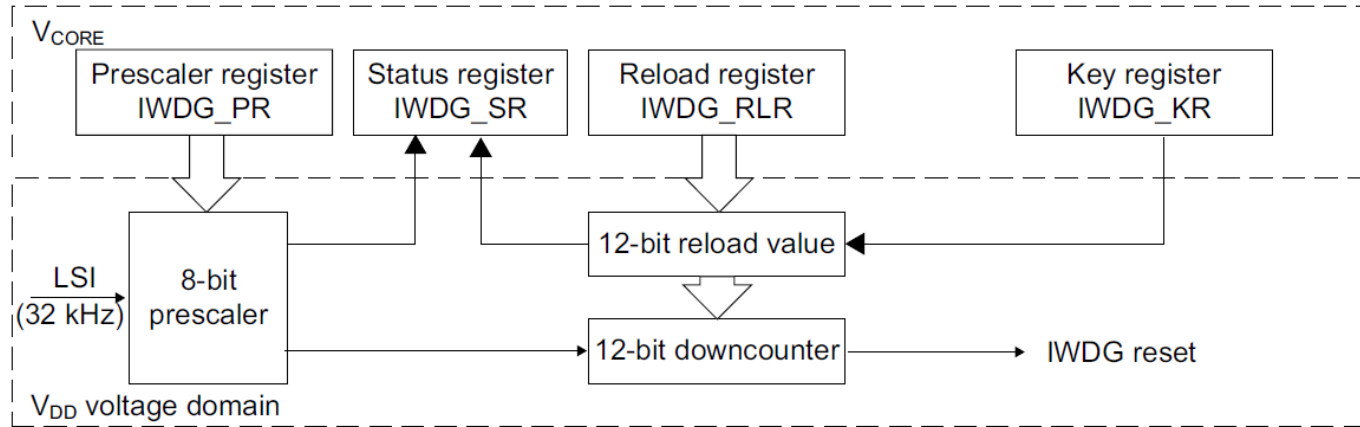 VCORE
Prescaler register
IWDG_PR
Status register
IWDG_SR
Reload register
IWDG_RLR
Key register
IWDG_KR
LSI
(32 kHz)
8-bit
prescaler
12-bit reload value
12-bit downcounter
IWDG reset
VDD voltage domain